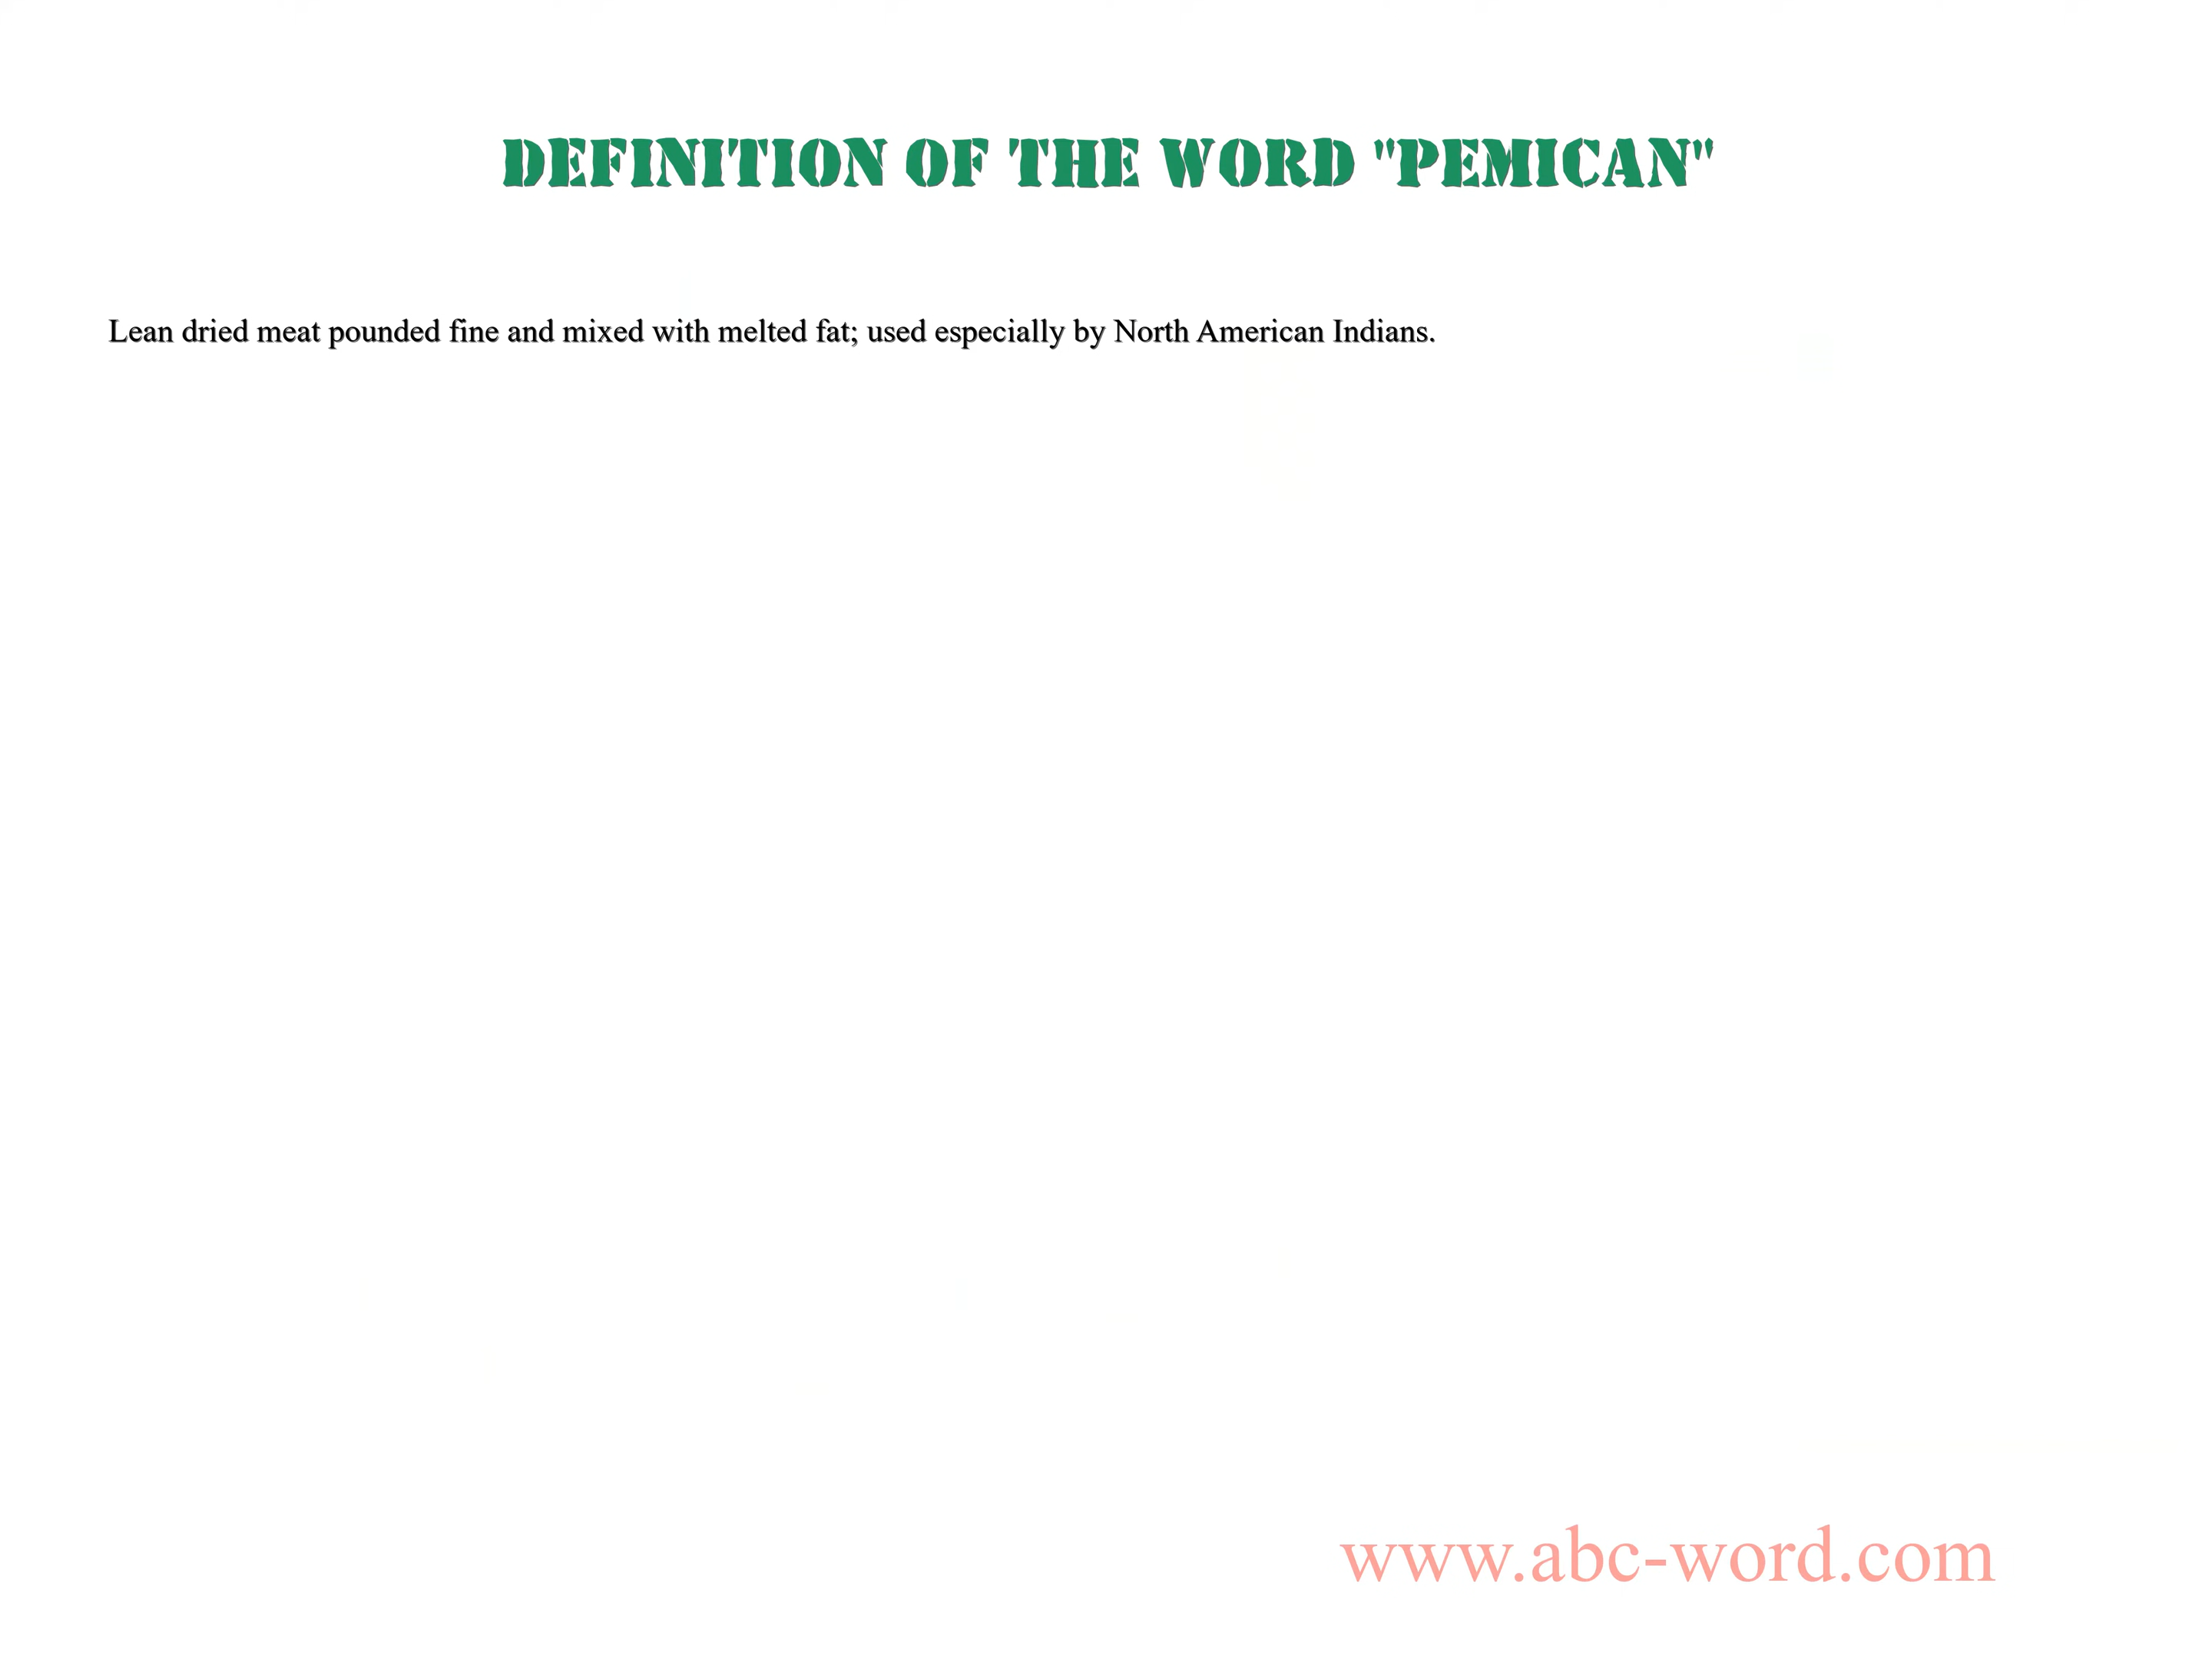 DEFINITION OF THE WORD "PEMICAN"
Lean dried meat pounded fine and mixed with melted fat; used especially by North American Indians.
www.abc-word.com